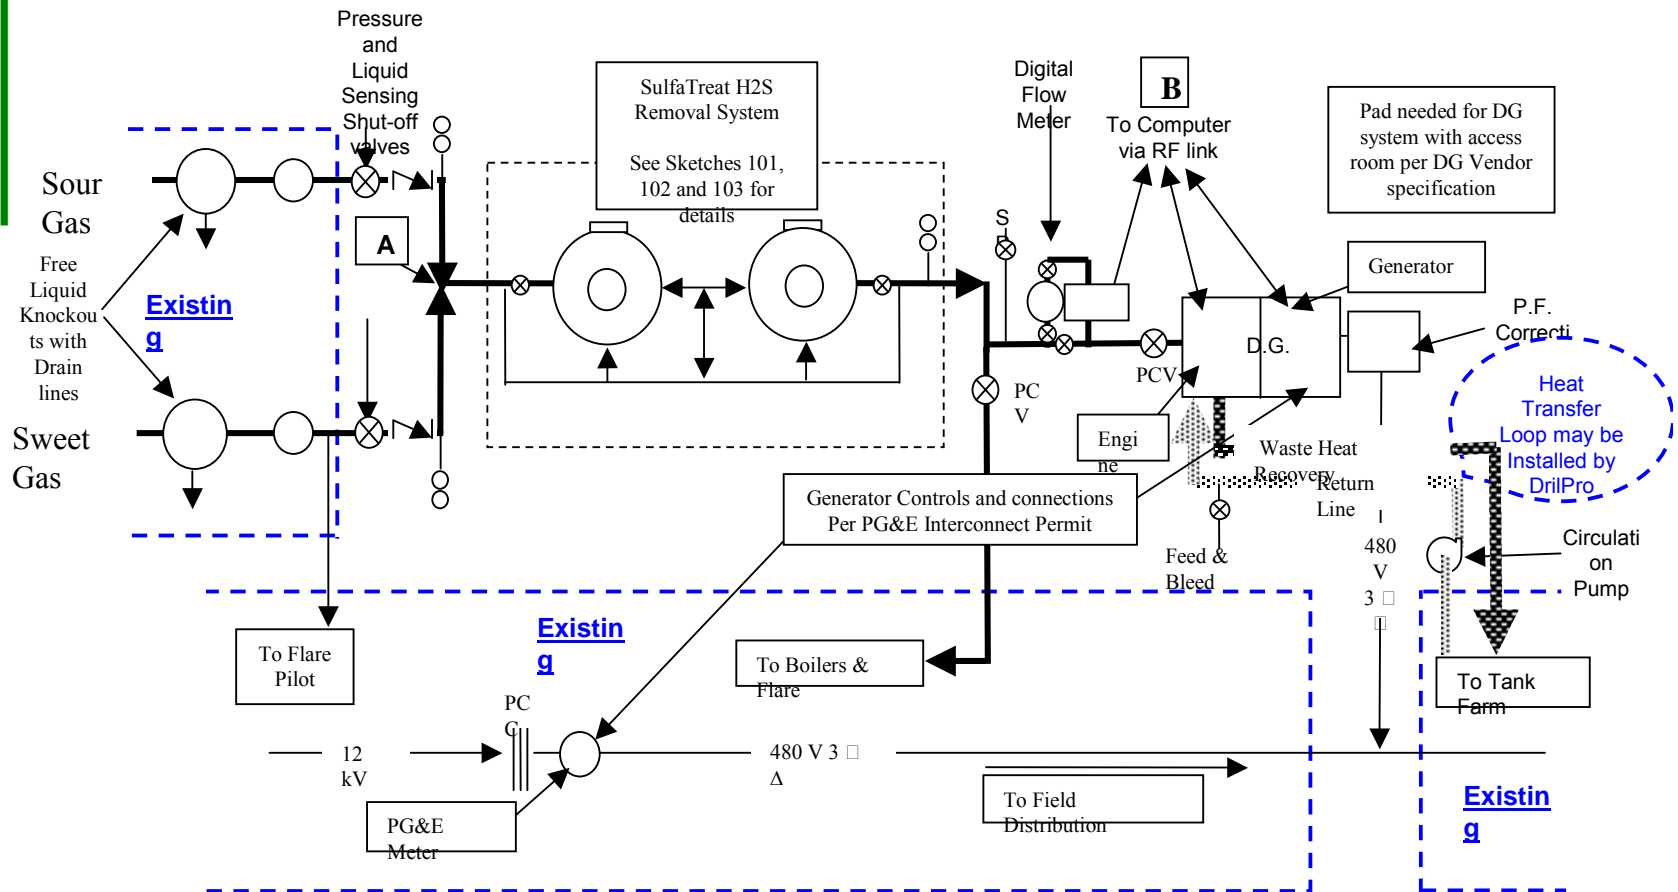 Pressure
and
Liquid
Sensing
Shut-off
valves
SulfaTreat H2S
Removal System
See Sketches 101,
102 and 103 for
details
Digital
Flow
Meter
B
To Computer
via RF link
Pad needed for DG
system with access
room per DG Vendor
specification
Sour
Gas
A
Free
Liquid
Knockou
ts with
Drain
lines
Existin
g
Generator
P.F.
Correcti
D.G.
PCV
PC
V
Heat
Transfer
Loop may be
Installed by
DrilPro
Sweet
Gas
Engi
ne
Waste Heat
Recovery
Return
Line
Generator Controls and connections
Per PG&E Interconnect Permit
Feed &
Bleed
480
V
3 □
□
Circulati
on
Pump
Existin
g
To Flare
Pilot
To Boilers &
Flare
To Tank
Farm
PC
C
12
kV
480 V 3 □
Δ
PG&E
Meter
To Field
Distribution
Existin
g